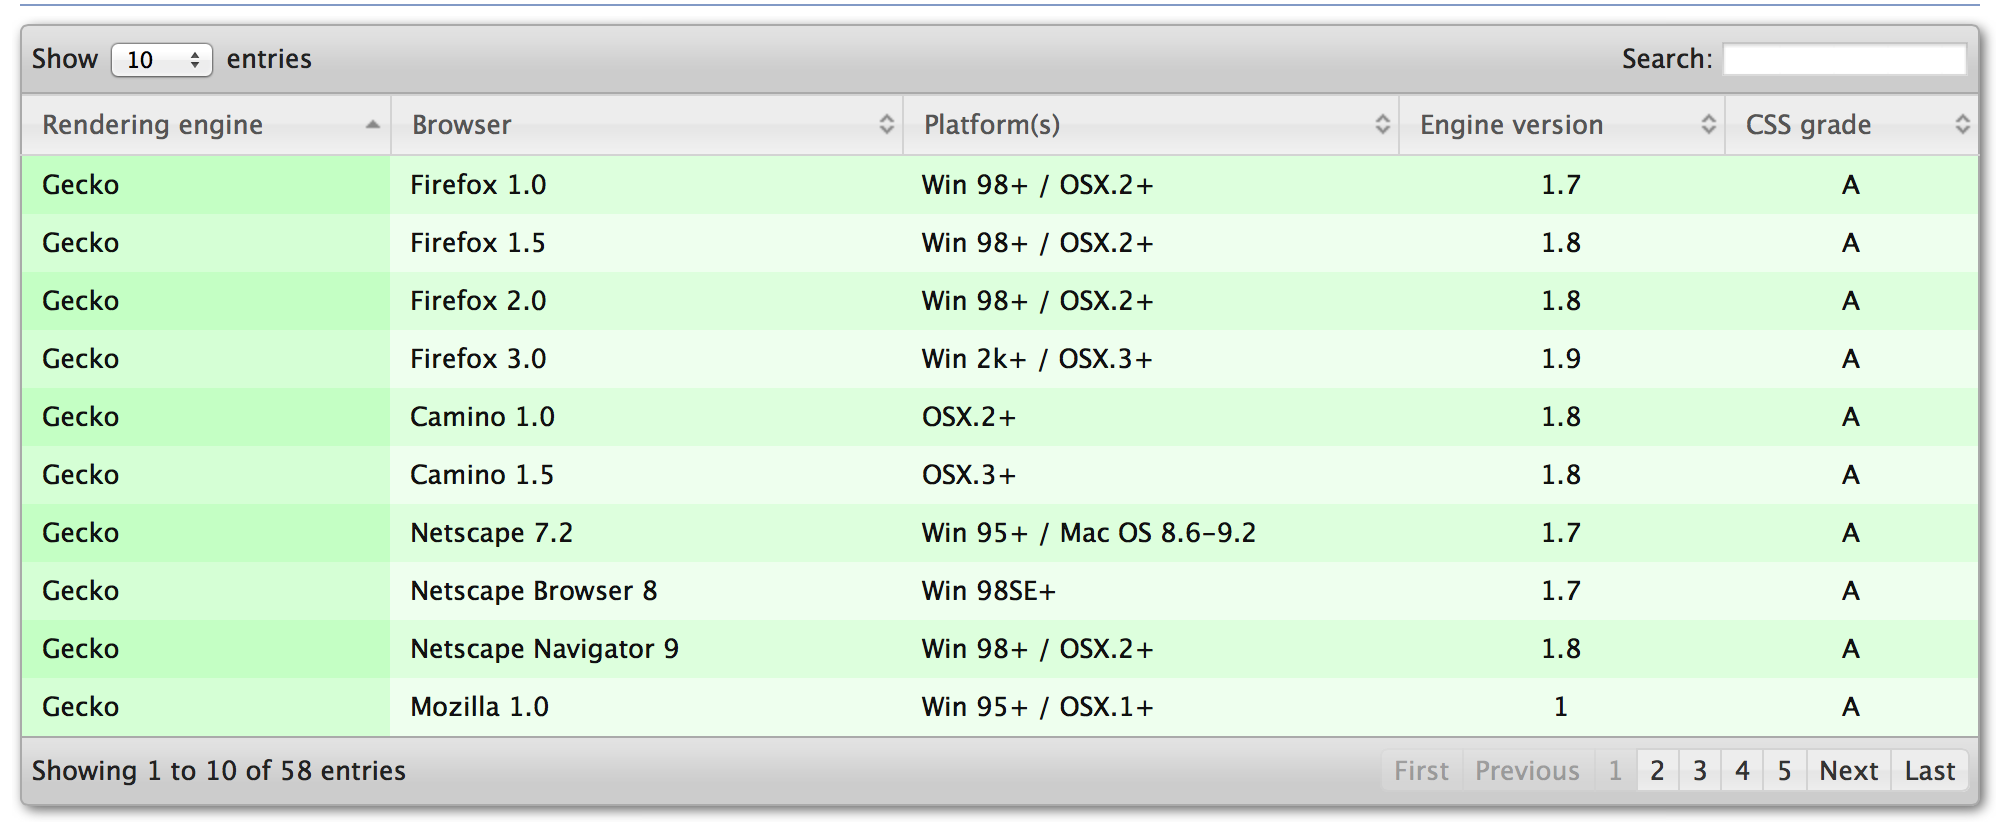 Show 10 entries Search:
Rendering engine Browser Platform(s) Engine version CSS grade
Gecko Firefox 1.0 Win 98+ / OSX.2+ 1.7 A
Gecko Firefox 1.5 Win 98+ / OSX.2+ 1.8 A
Gecko Firefox 2.0 Win 98+ / OSX.2+ 1.8 A
Gecko Firefox 3.0 Win 2k+ / OSX.3+ 1.9 A
Gecko Camino 1.0 OSX.2+ 1.8 A
Gecko Camino 1.5 OSX.3+ 1.8 A
Gecko Netscape 7.2 Win 95+ / Mac OS 8.6-9.2 1.7 A
Gecko Netscape Browser 8 Win 98SE+ 1.7 A
Gecko Netscape Navigator 9 Win 98+ / OSX.2+ 1.8 A
Gecko Mozilla 1.0 Win 95+ / OSX.1+ 1 A
Showing 1 to 10 of 58 entries First Previous 1 2 3 4 5 Next Last